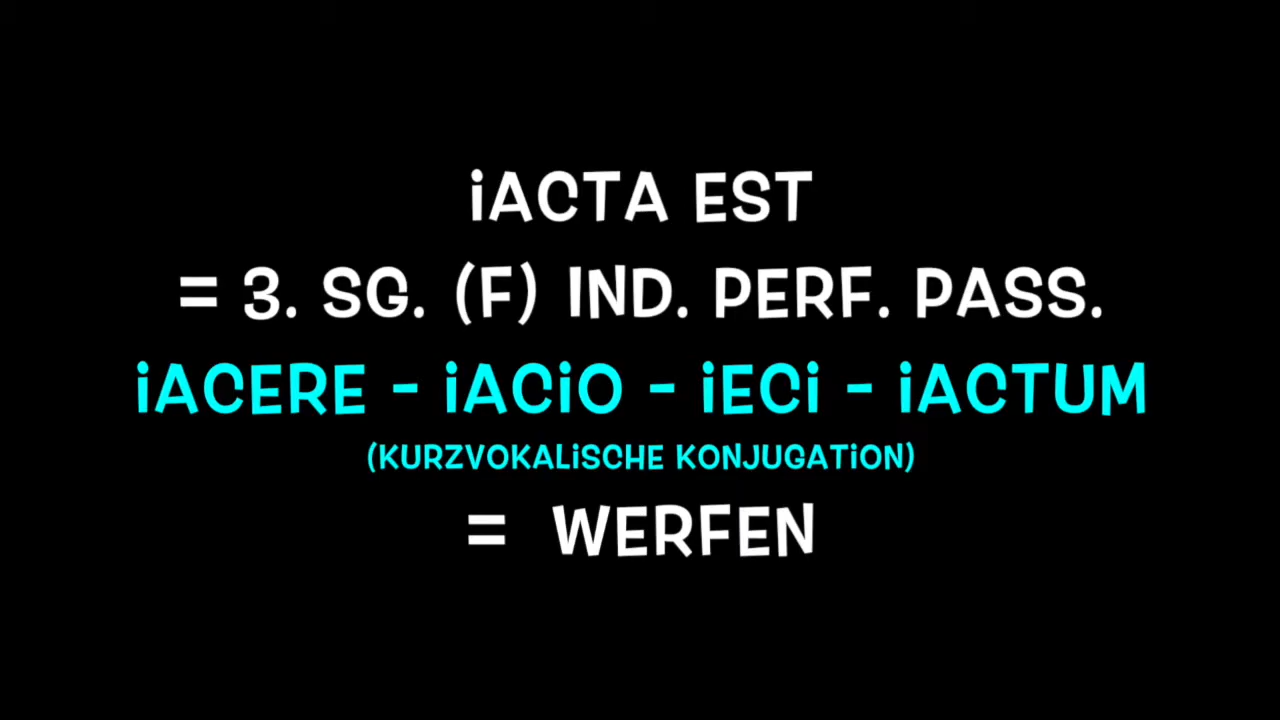 iACTA EST
= 3. SG. (F) IND. PERF. PASS.
iACERE - iACiO - iECi - iACTUM
(KURZVOKALiSCHE KONJUGATiON)
= WERFEN